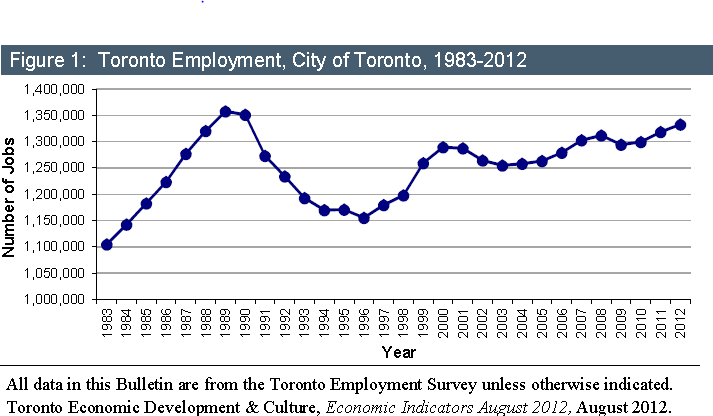 Figure 1: Toronto Employment, City of Toronto, 1983-2012
1,400,000
1,350,000
1,300,000
1,250,000
1,200,000
1,150,000
1,100,000
1,050,000
1,000,000
Number of Jobs
1983 1984 1985 1986 1987 1988 1989 1990 1991 1992 1993 1994 1995 1996 1997 1998 1999 2000 2001 2002 2003 2004 2005 2006 2007 2008 2009 2010 2011 2012
Year
All data in this Bulletin are from the Toronto Employment Survey unless otherwise indicated.
Toronto Economic Development & Culture, Economic Indicators August 2012, August 2012.